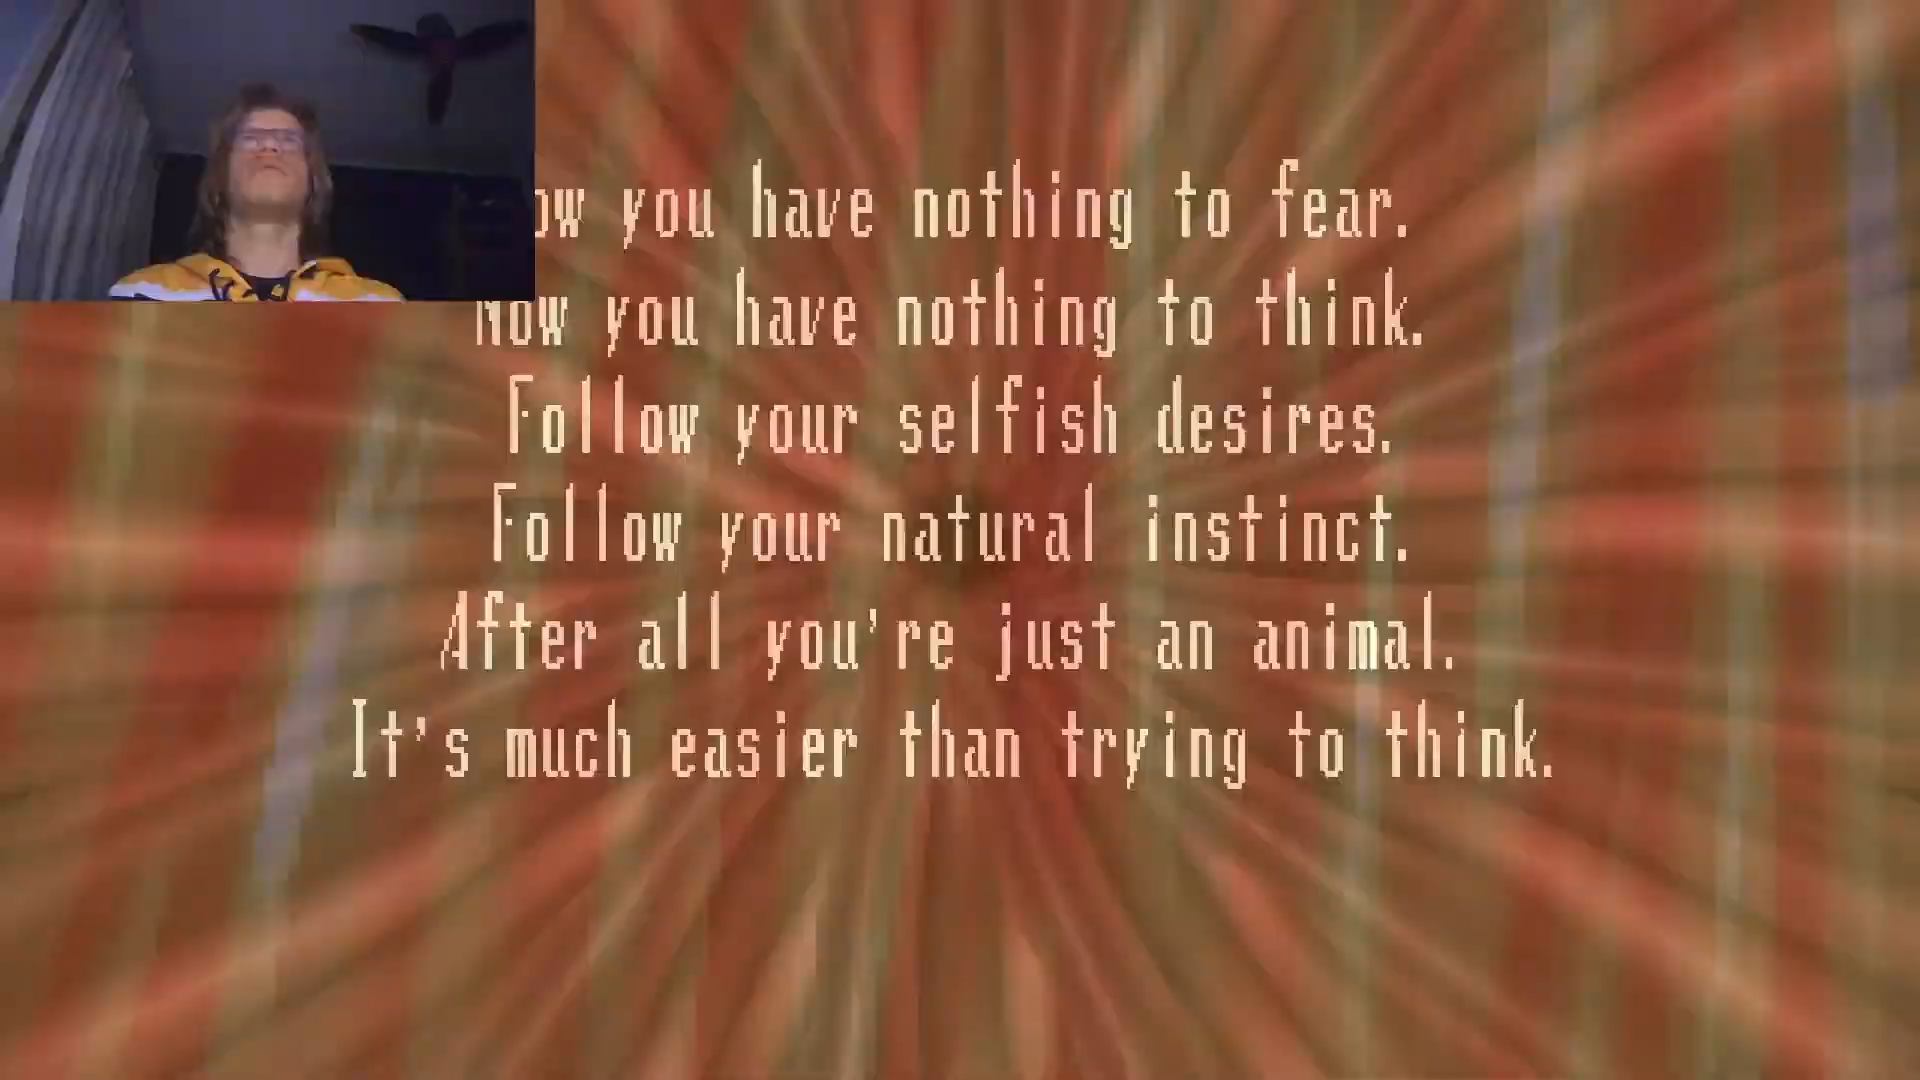 you have nothing to fear.
Now you have nothing to think.
Follow your selfish desires.
Follow your natural instinct.
After all you're just an animal.
It's much easier than trying to think.